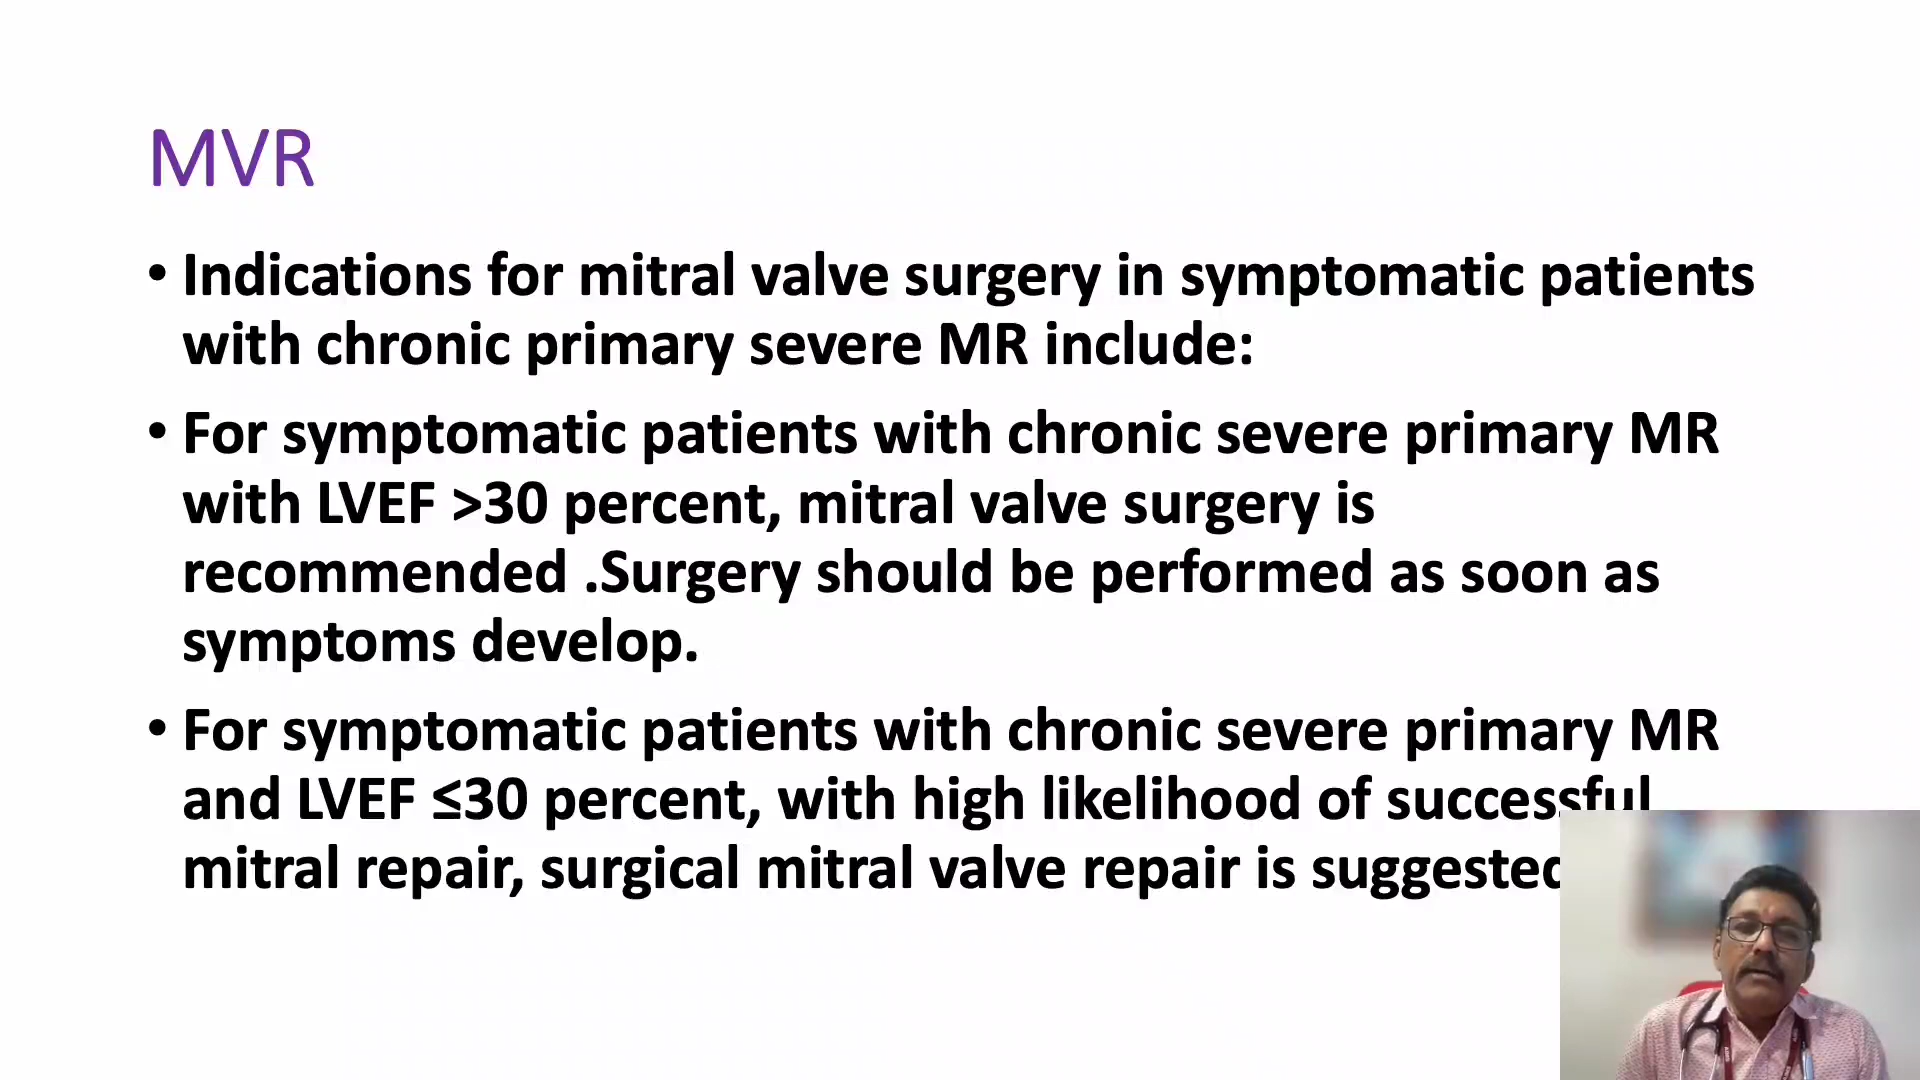 MVR
• Indications for mitral valve surgery in symptomatic patients
with chronic primary severe MR include:
• For symptomatic patients with chronic severe primary MR
with LVEF >30 percent, mitral valve surgery is
recommended .Surgery should be performed as soon as
symptoms develop.
• For symptomatic patients with chronic severe primary MR
and LVEF ≤30 percent, with high likelihood of successful
mitral repair, surgical mitral valve repair is suggested